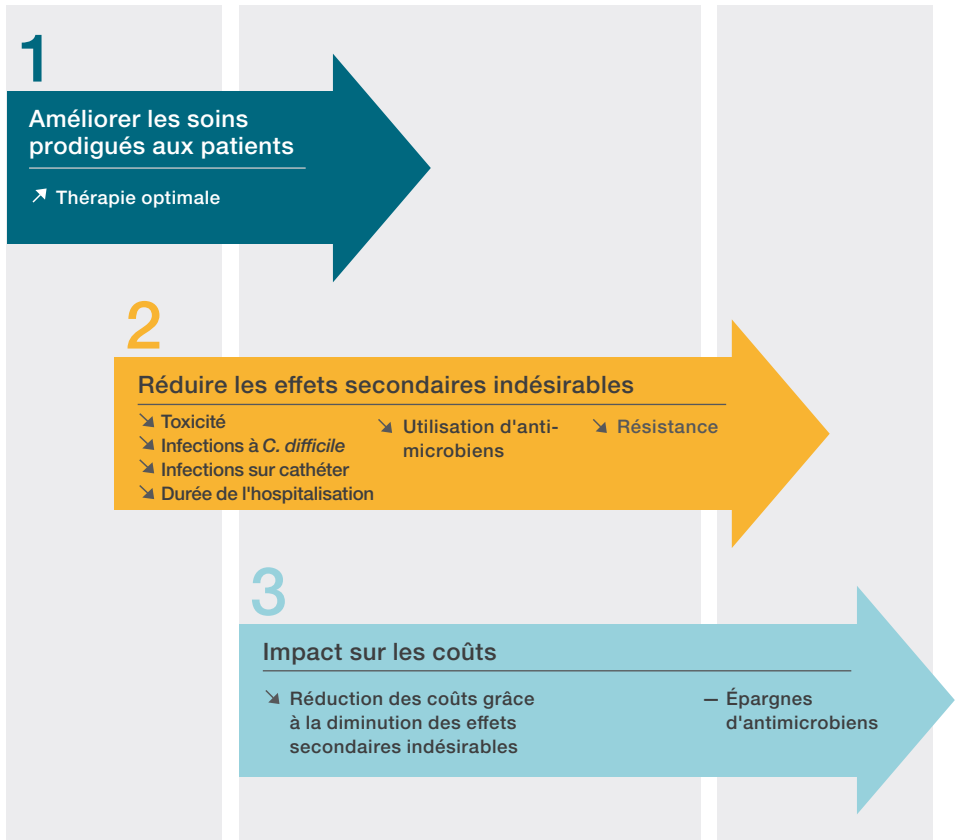 1
Améliorer les soins
prodigués aux patients
↗ Thérapie optimale
2
Réduire les effets secondaires indésirables
↘ Toxicité
↘ Infections à C. difficile
↘ Infections sur cathéter
↘ Durée de l'hospitalisation
↘ Utilisation d'anti-
microbiens
↘ Résistance
3
Impact sur les coûts
↘ Réduction des coûts grâce
à la diminution des effets
secondaires indésirables
– Épargnes
d'antimicrobiens